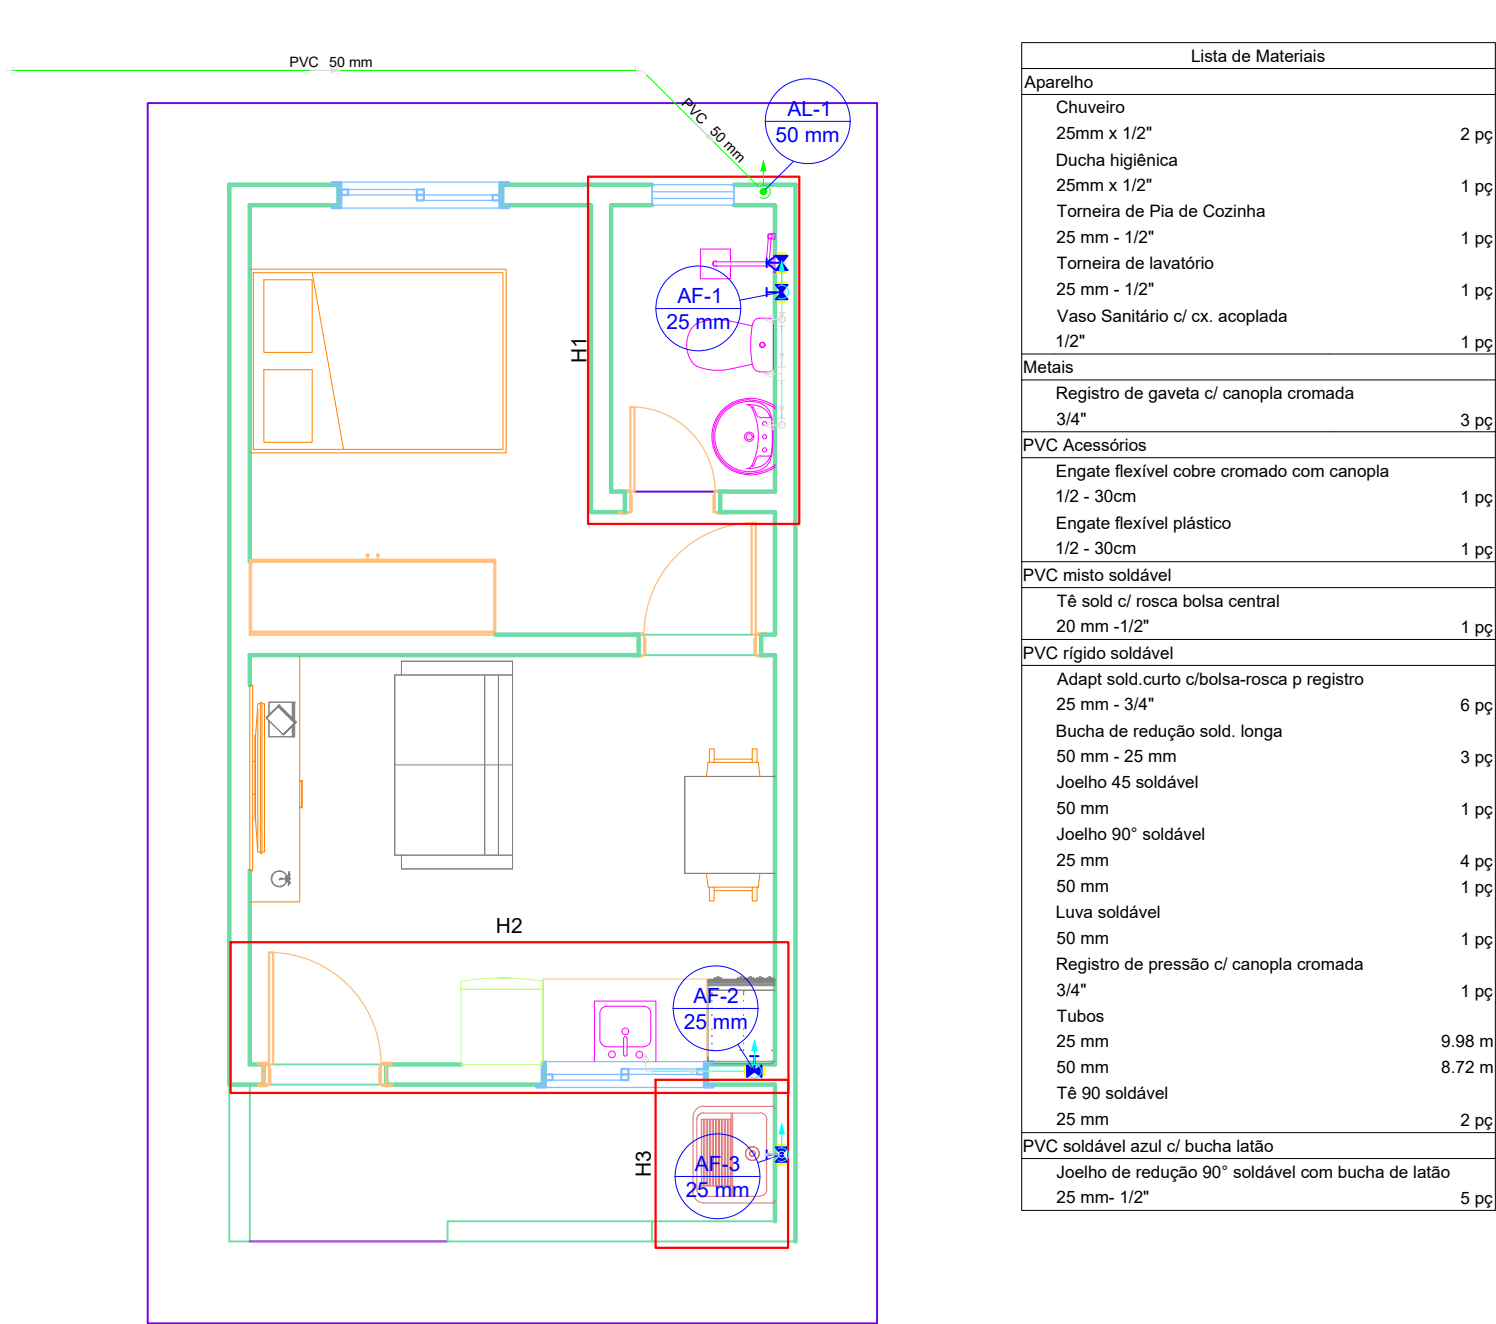 PVC 50 mm
PVC 50 mm
AL-1
50 mm
AF-1
25 mm
H1
H2
AF-2
25 mm
H3
AF-3
25 mm
Lista de Materiais
Aparelho
Chuveiro
25mm x 1/2" 2 pç
Ducha higiênica
25mm x 1/2" 1 pç
Torneira de Pia de Cozinha
25 mm - 1/2" 1 pç
Torneira de lavatório
25 mm - 1/2" 1 pç
Vaso Sanitário c/ cx. acoplada
1/2" 1 pç
Metais
Registro de gaveta c/ canopla cromada
3/4" 3 pç
PVC Acessórios
Engate flexível cobre cromado com canopla
1/2 - 30cm 1 pç
Engate flexível plástico
1/2 - 30cm 1 pç
PVC misto soldável
Tê sold c/ rosca bolsa central
20 mm -1/2" 1 pç
PVC rígido soldável
Adapt sold.curto c/bolsa-rosca p registro
25 mm - 3/4" 6 pç
Bucha de redução sold. longa
50 mm - 25 mm 3 pç
Joelho 45 soldável
50 mm 1 pç
Joelho 90° soldável
25 mm 4 pç
50 mm 1 pç
Luva soldável
50 mm 1 pç
Registro de pressão c/ canopla cromada
3/4" 1 pç
Tubos
25 mm 9.98 m
50 mm 8.72 m
Tê 90 soldável
25 mm 2 pç
PVC soldável azul c/ bucha latão
Joelho de redução 90° soldável com bucha de latão
25 mm- 1/2" 5 pç